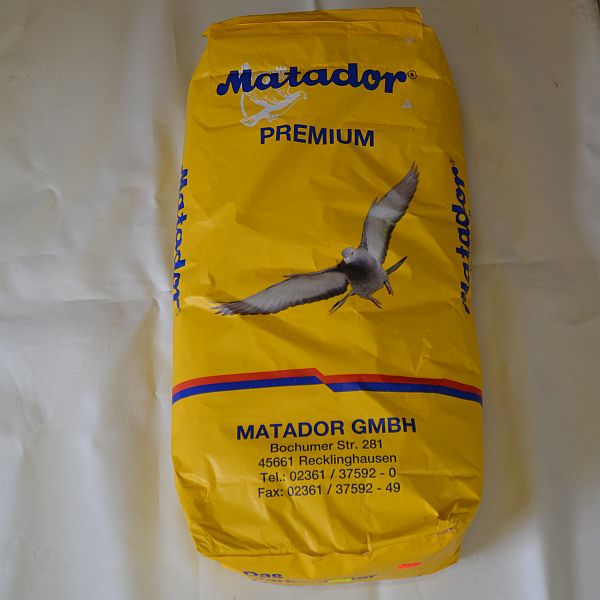 Matador®
PREMIUM
Matador
Matador®
MATADOR GMBH
Bochumer Str. 281
45661 Recklinghausen
Tel.: 02361 / 37592 - 0
Fax: 02361 / 37592 - 49
Das